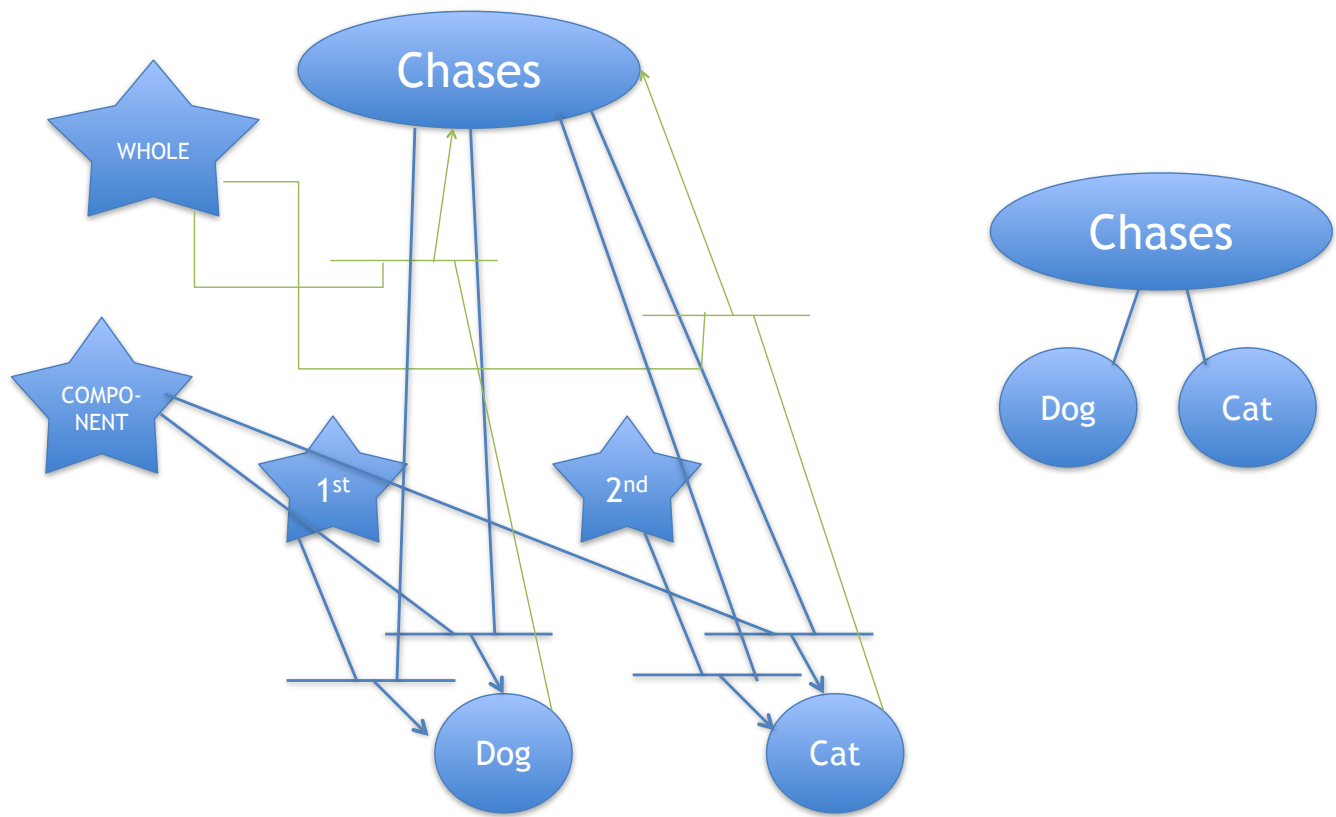 Chases
WHOLE
Chases
COMPO-
NENT
Dog
Cat
1st
2nd
Dog
Cat